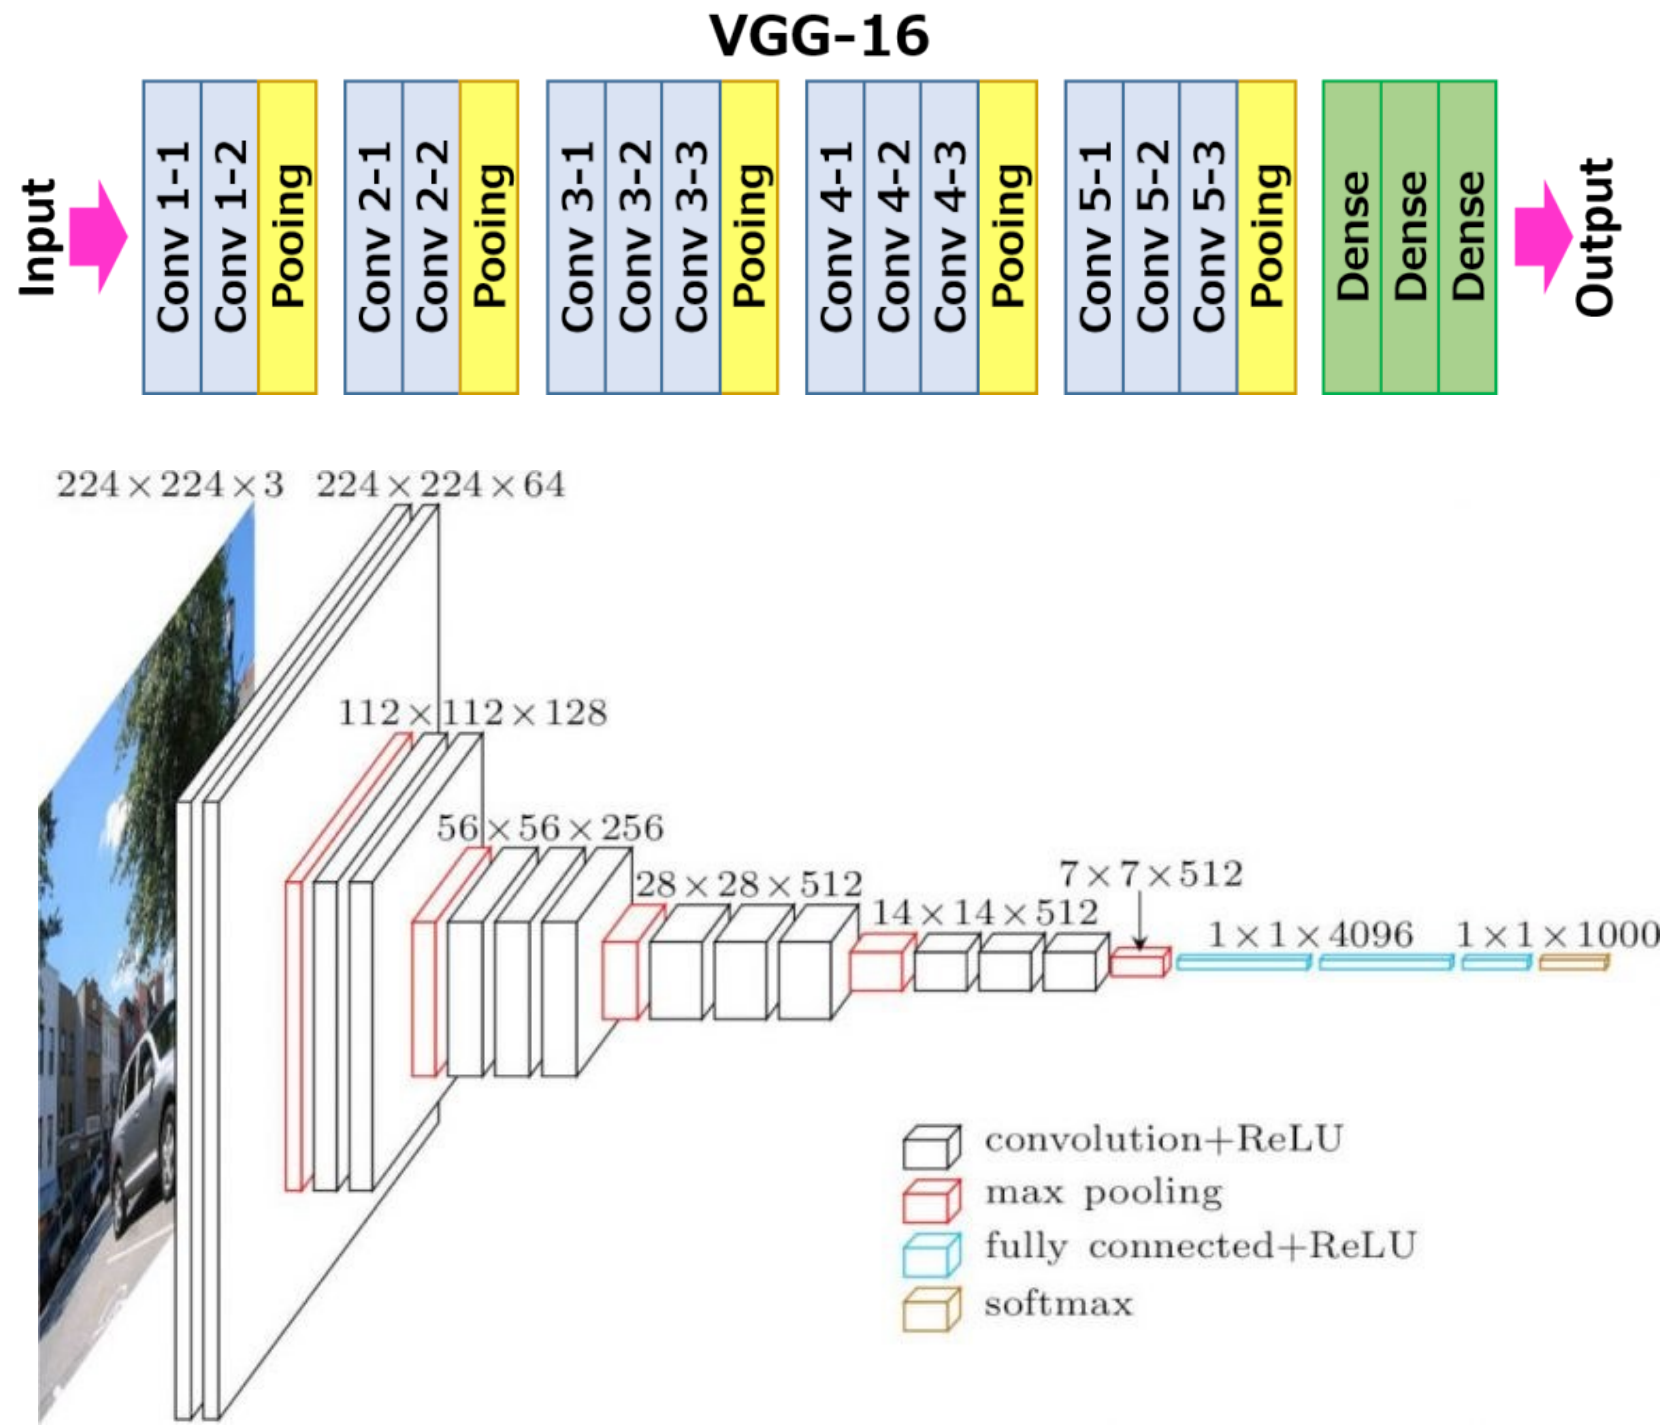 VGG-16
Input
Conv 1-1
Conv 1-2
Pooing
Conv 2-1
Conv 2-2
Pooing
Conv 3-1
Conv 3-2
Conv 3-3
Pooing
Conv 4-1
Conv 4-2
Conv 4-3
Pooing
Conv 5-1
Conv 5-2
Conv 5-3
Pooing
Dense
Dense
Dense
Output
224×224×3
224×224×64
112×112×128
56×56×256
28×28×512
14×14×512
7×7×512
1×1×4096
1×1×1000
convolution+ReLU
max pooling
fully connected+ReLU
softmax